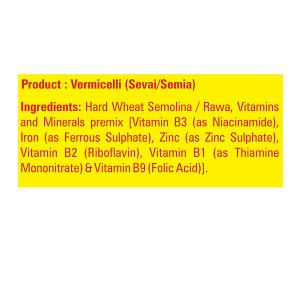 Product : Vermicelli (Sevai/Semia)
Ingredients: Hard Wheat Semolina / Rawa, Vitamins
and Minerals premix [Vitamin B3 (as Niacinamide),
Iron (as Ferrous Sulphate), Zinc (as Zinc Sulphate),
Vitamin B2 (Riboflavin), Vitamin B1 (as Thiamine
Mononitrate) & Vitamin B9 (Folic Acid)].